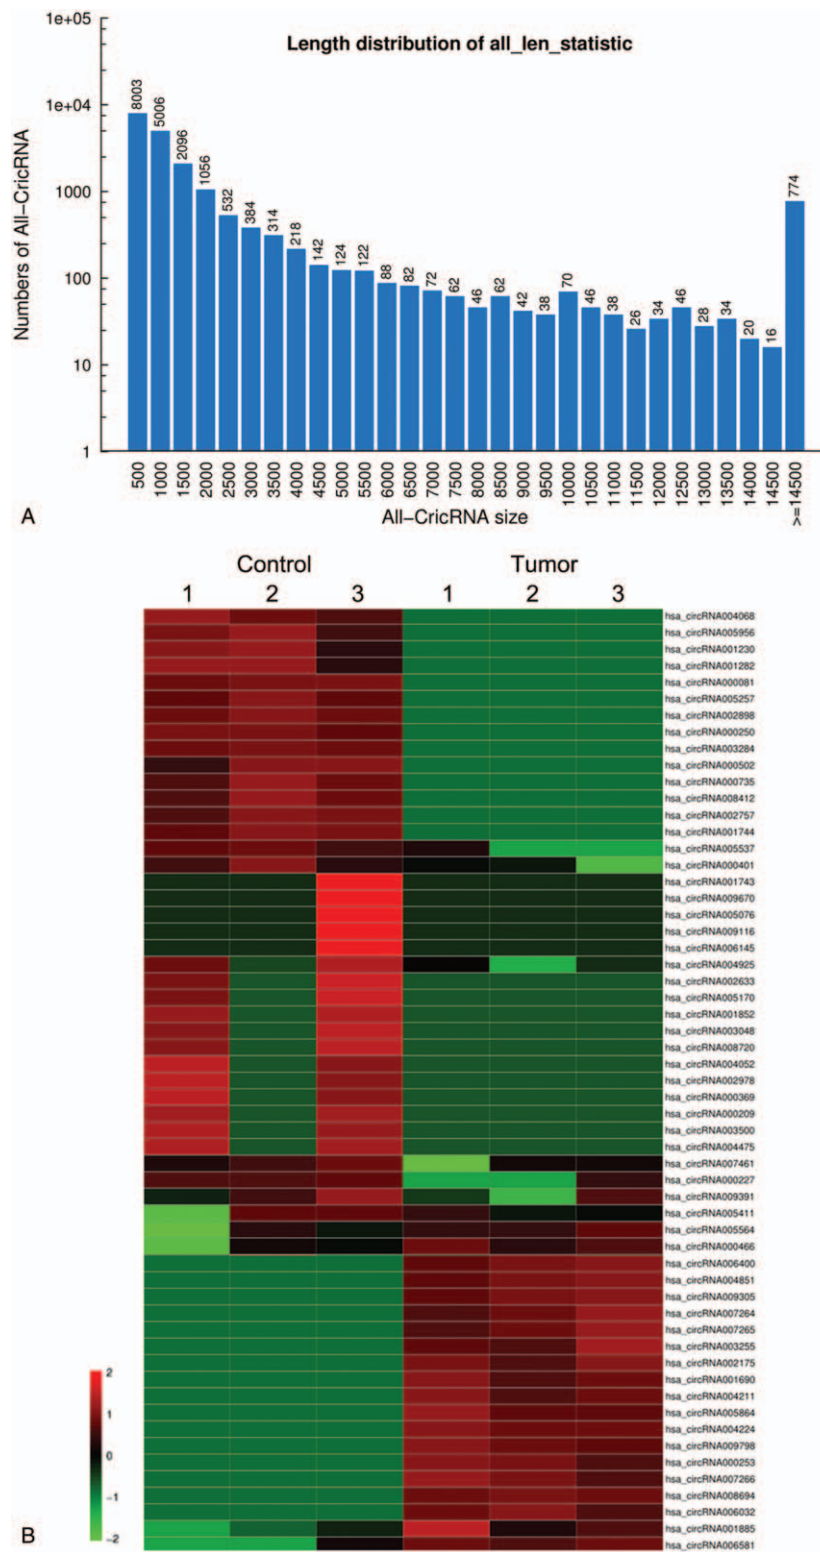 Length distribution of all_len_statistic
Numbers of All-CricRNA
1e+05
1e+04
1000
100
10
1
8003
5006
2096
1056
532
384
314
218
142
124
122
88
82
72
62
46
62
42
38
70
46
38
26
34
46
28
34
20
16
774
500
1000
1500
2000
2500
3000
3500
4000
4500
5000
5500
6000
6500
7000
7500
8000
8500
9000
9500
10000
10500
11000
11500
12000
12500
13000
13500
14000
14500
>=14500
All-CricRNA size
A
Control Tumor
1 2 3 1 2 3
hsa_circRNA004068
hsa_circRNA005956
hsa_circRNA001230
hsa_circRNA001282
hsa_circRNA000081
hsa_circRNA005257
hsa_circRNA002898
hsa_circRNA000250
hsa_circRNA003284
hsa_circRNA000502
hsa_circRNA000735
hsa_circRNA008412
hsa_circRNA002757
hsa_circRNA001744
hsa_circRNA005537
hsa_circRNA000401
hsa_circRNA001743
hsa_circRNA009670
hsa_circRNA005076
hsa_circRNA009116
hsa_circRNA006145
hsa_circRNA004925
hsa_circRNA002633
hsa_circRNA005170
hsa_circRNA001852
hsa_circRNA003048
hsa_circRNA008720
hsa_circRNA004052
hsa_circRNA002978
hsa_circRNA000369
hsa_circRNA000209
hsa_circRNA003500
hsa_circRNA004475
hsa_circRNA007461
hsa_circRNA000227
hsa_circRNA009391
hsa_circRNA005411
hsa_circRNA005564
hsa_circRNA000466
hsa_circRNA006400
hsa_circRNA004851
hsa_circRNA009305
hsa_circRNA007264
hsa_circRNA007265
hsa_circRNA003255
hsa_circRNA002175
hsa_circRNA001690
hsa_circRNA004211
hsa_circRNA005864
hsa_circRNA004224
hsa_circRNA009798
hsa_circRNA000253
hsa_circRNA007266
hsa_circRNA008694
hsa_circRNA006032
hsa_circRNA001885
hsa_circRNA006581
2
1
0
−1
−2
B